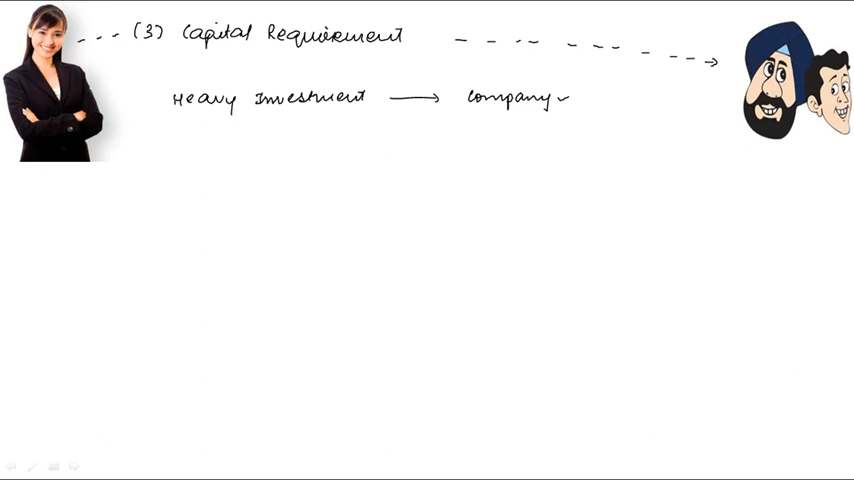 (3) Capital Requirement
Heavy Investment → Company